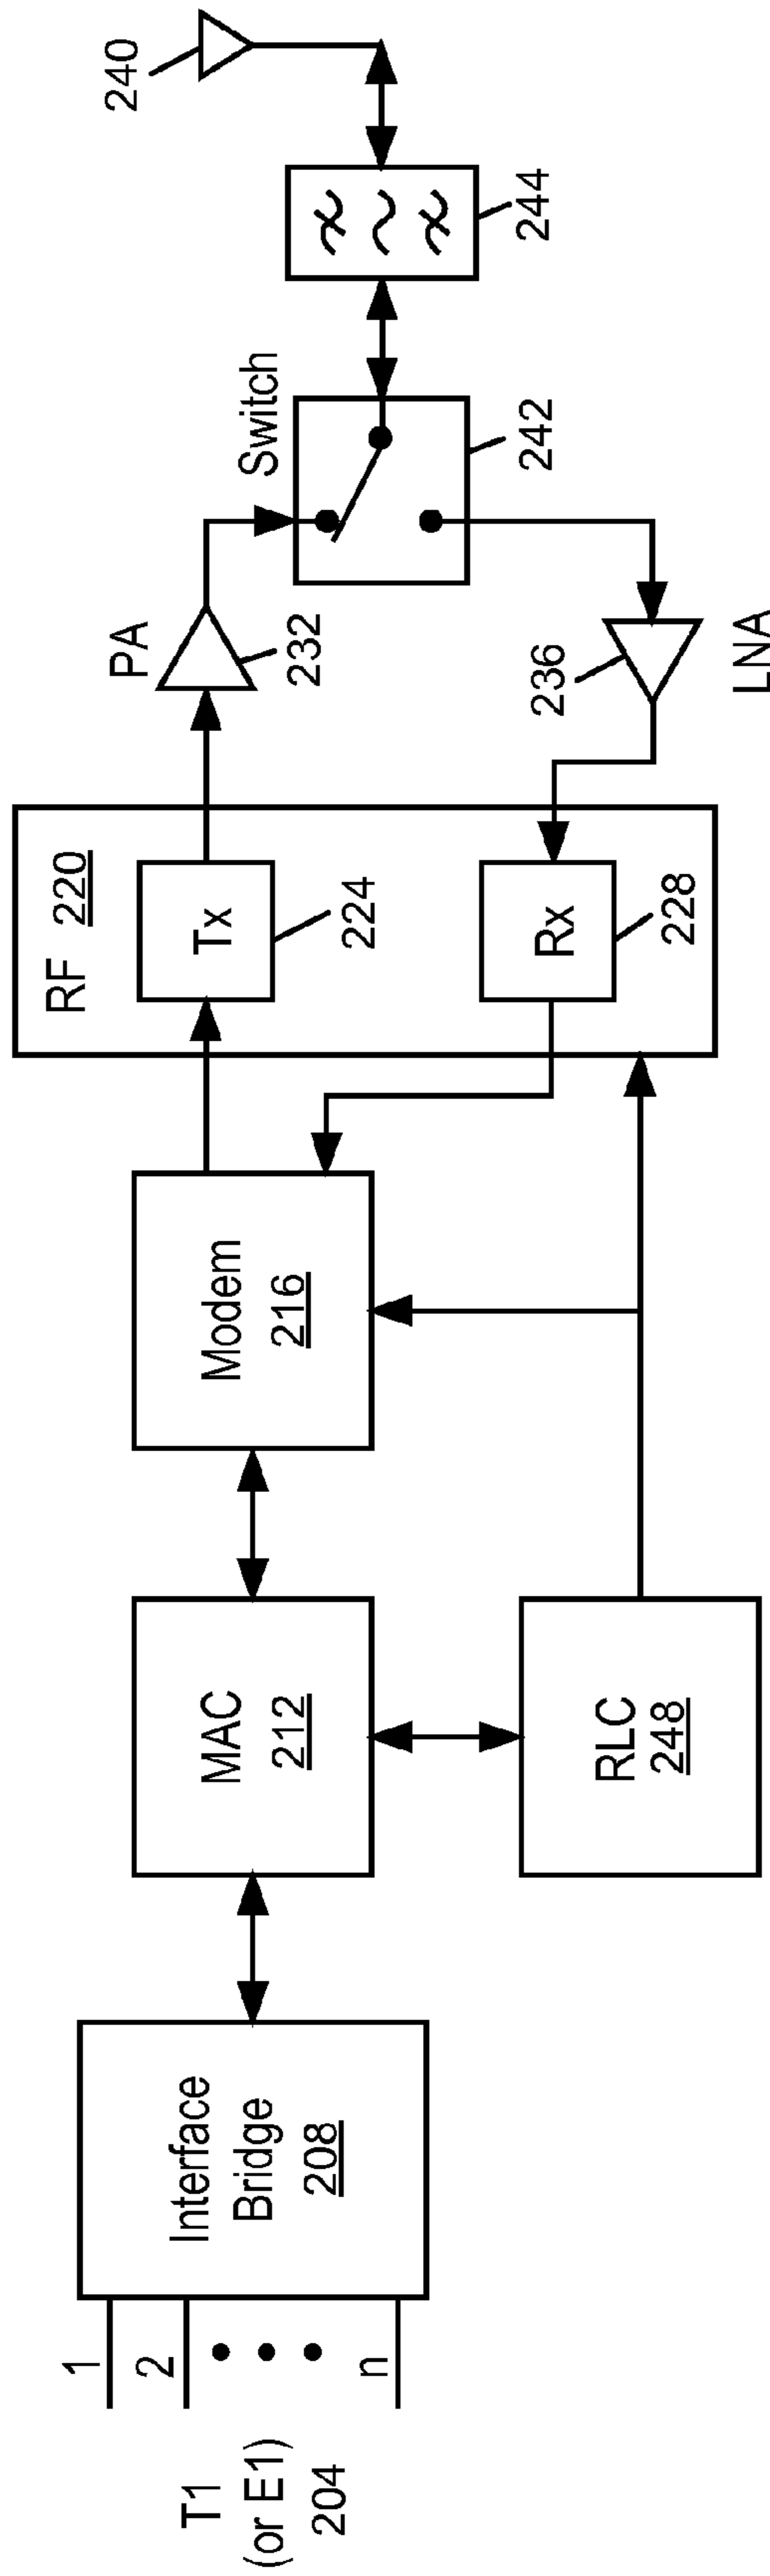 T1
(or E1)
204
1
2
n
Interface
Bridge
208
MAC
212
RLC
248
Modem
216
RF 220
Tx
224
Rx
228
PA
232
236
LNA
Switch
242
244
240